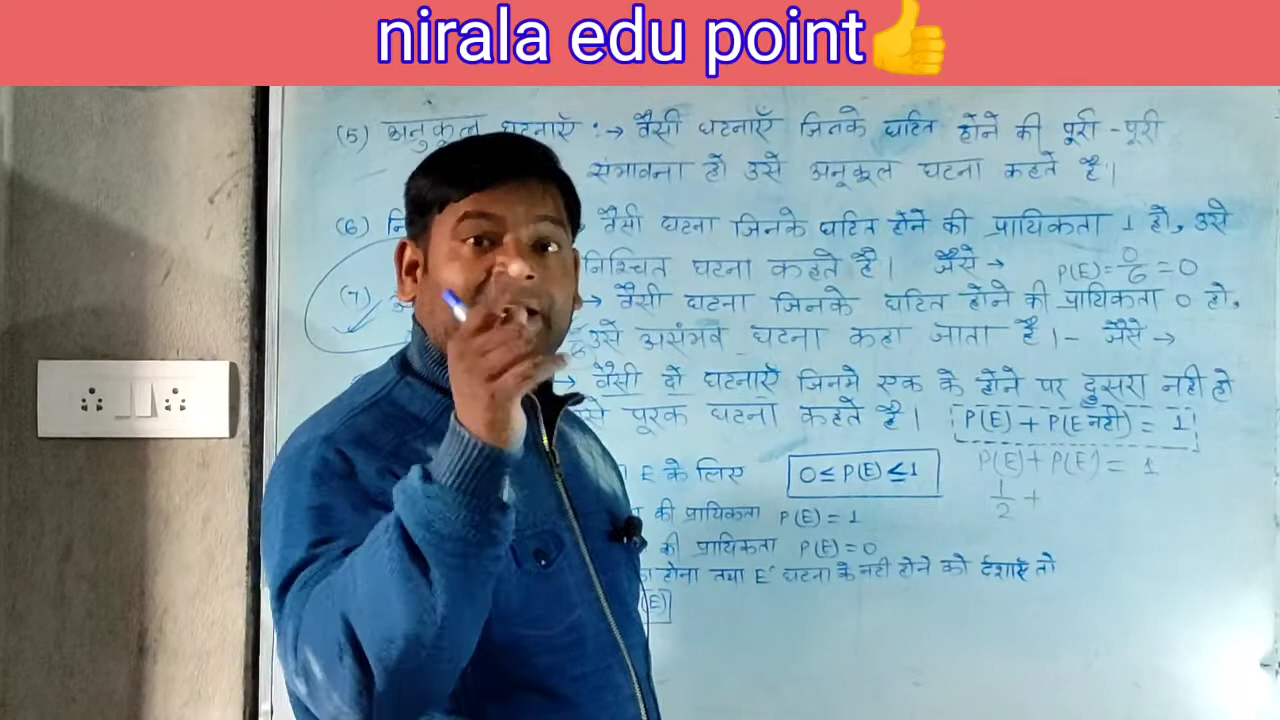 nirala edu point👍
(5) अनुकूल घटनाएँ :→ वैसी घटनाएँ जिनके घटित होने की पूरी-पूरी
संभावना हो उसे अनूकूल घटना कहते है।
(6) वैसी घटना जिनके घटित होने की प्रायिकता 1 हो, उसे
निश्चित घटना कहते है। जैसे →
P(E)=0/6=0
(7) → वैसी घटना जिनके घटित होने की प्रायिकता 0 हो,
उसे असंभव घटना कहा जाता है।- जैसे →
→ वैसी दो घटनाएँ जिनमे एक के होने पर दुसरा नही हो
से पूरक घटना कहते है। P(E)+P(E नही) = 1
P(E)+P(E') = 1
E के लिए 0≤P(E)≤1
1/2 +
की प्रायिकता P(E)=1
की प्रायिकता P(E)=0
होना तथा E' घटना के नही होने को दर्शाएँ तो
(E)